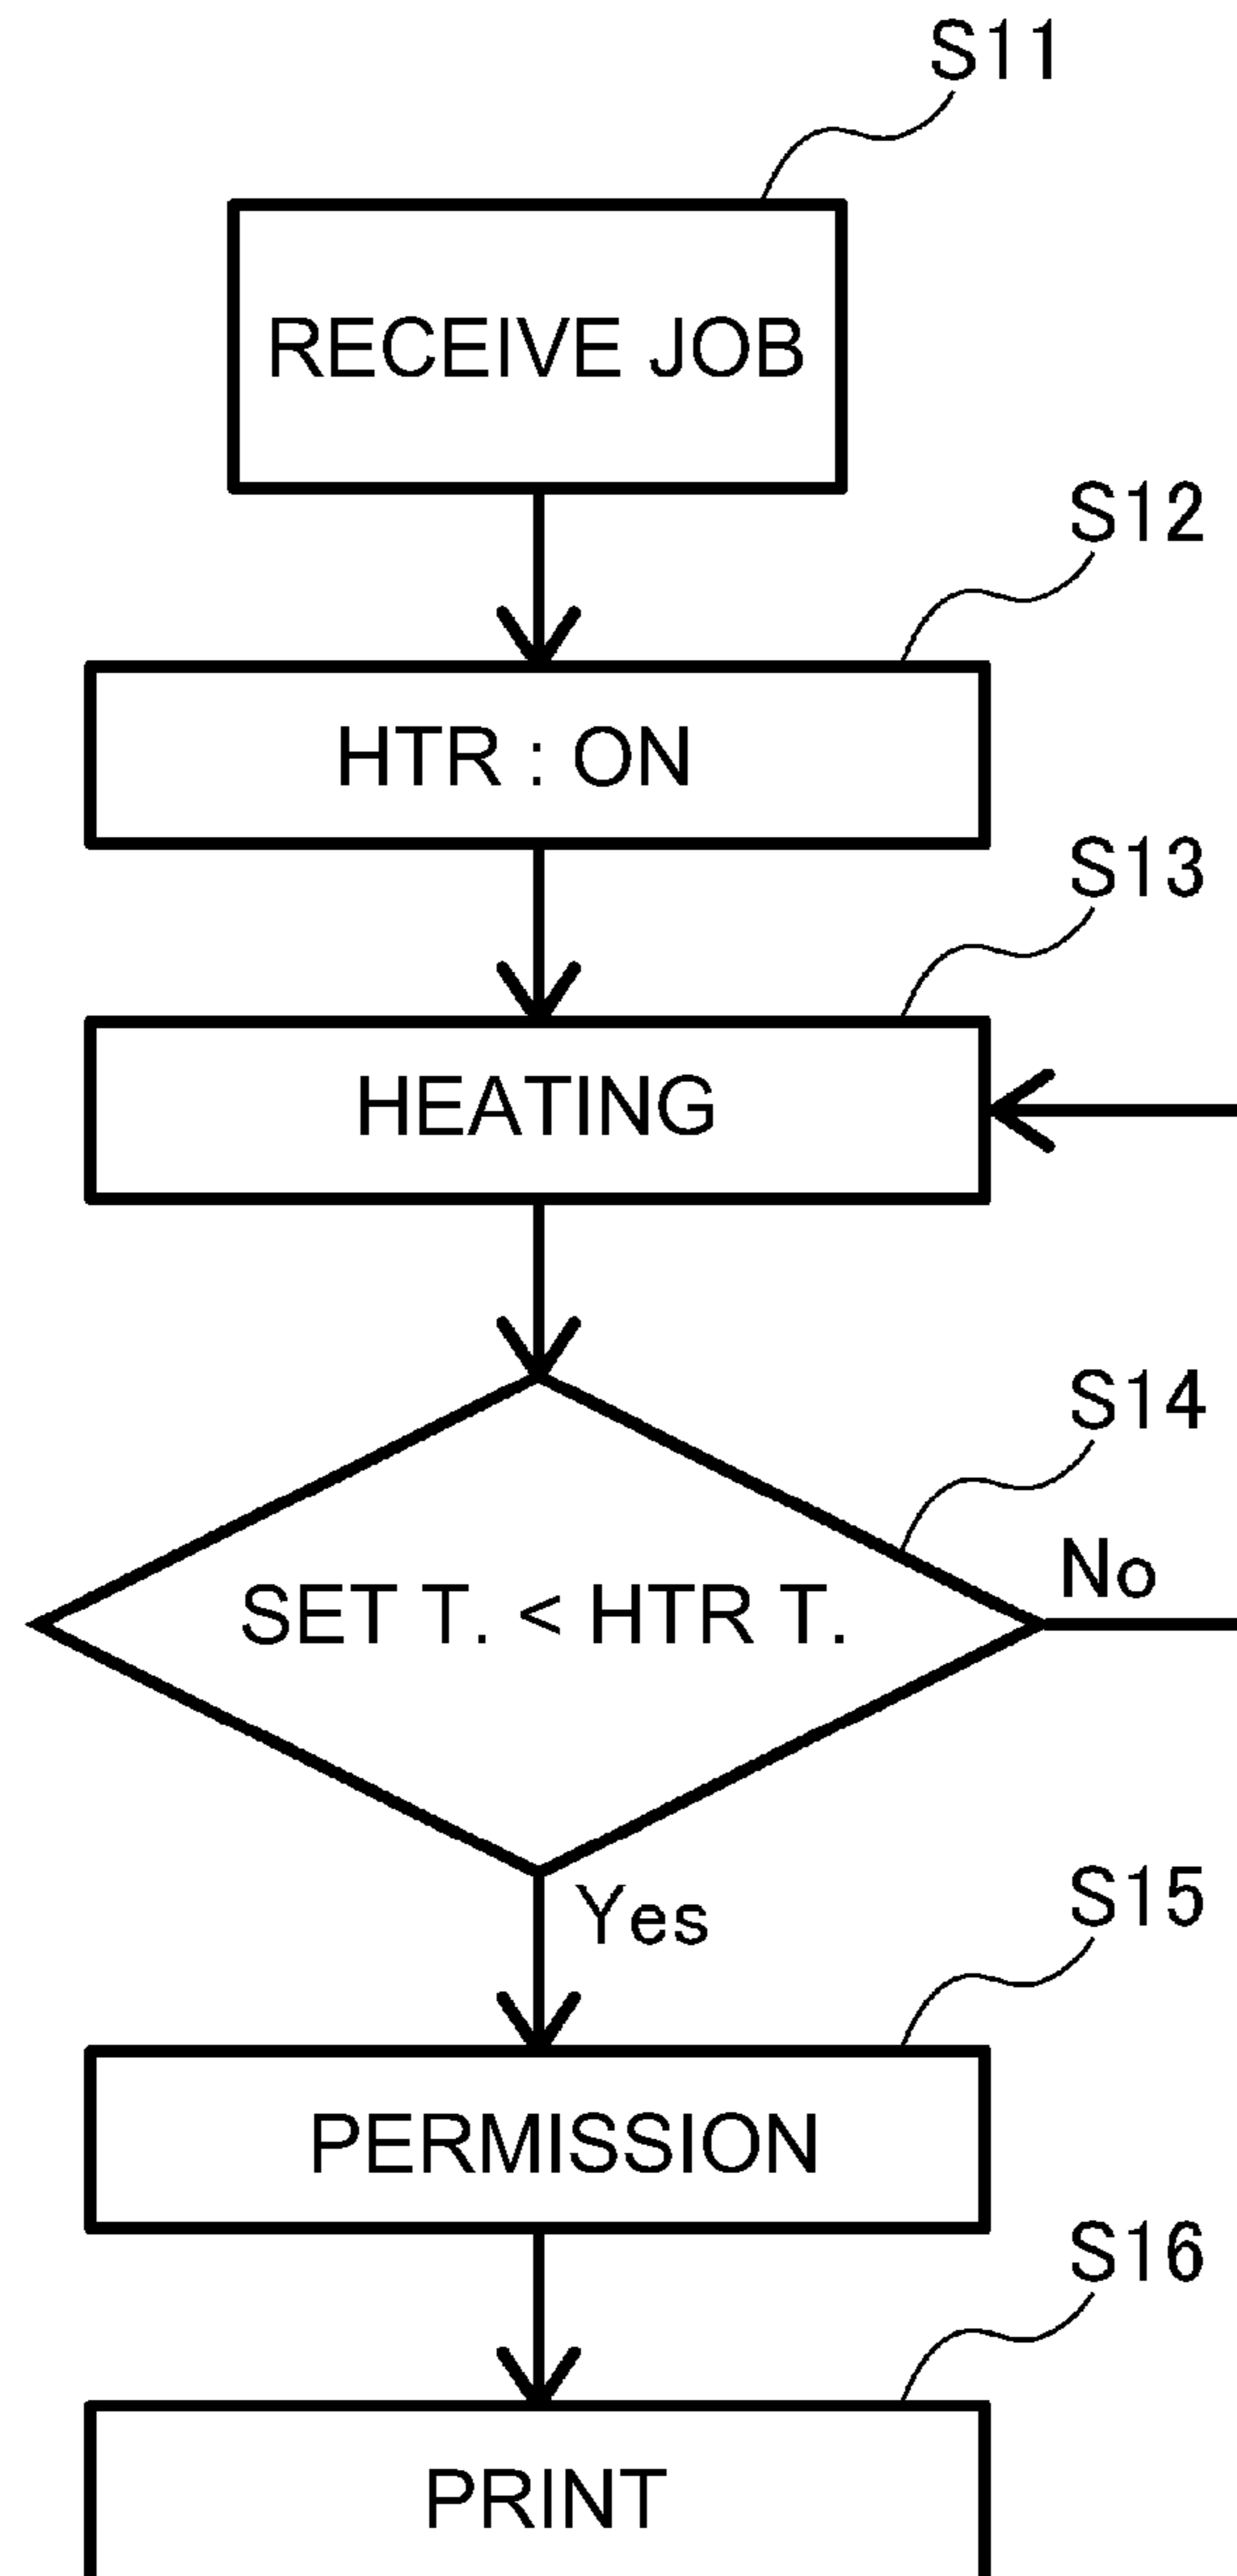 S11
RECEIVE JOB
S12
HTR : ON
S13
HEATING
S14
No
SET T. < HTR T.
Yes
S15
PERMISSION
S16
PRINT